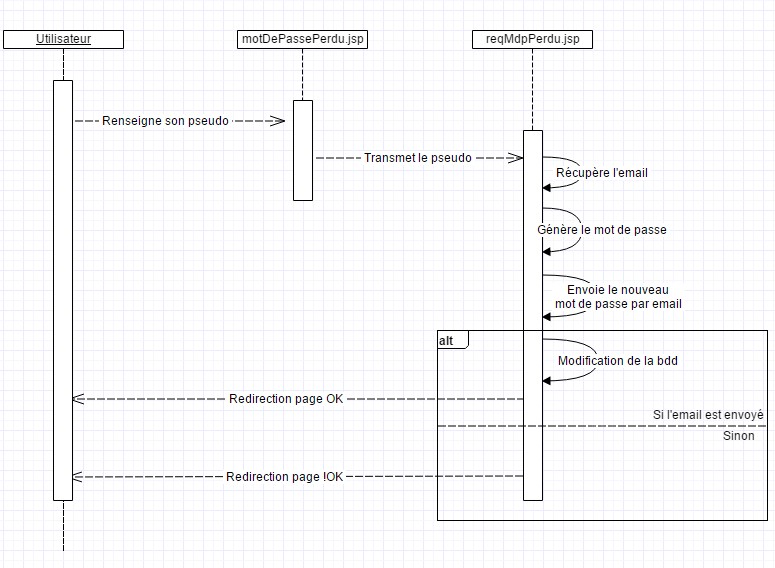 Utilisateur
motDePassePerdu.jsp
reqMdpPerdu.jsp
Renseigne son pseudo
Transmet le pseudo
Récupère l'email
Génère le mot de passe
Envoie le nouveau
mot de passe par email
alt
Modification de la bdd
Redirection page OK
Si l'email est envoyé
Sinon
Redirection page !OK